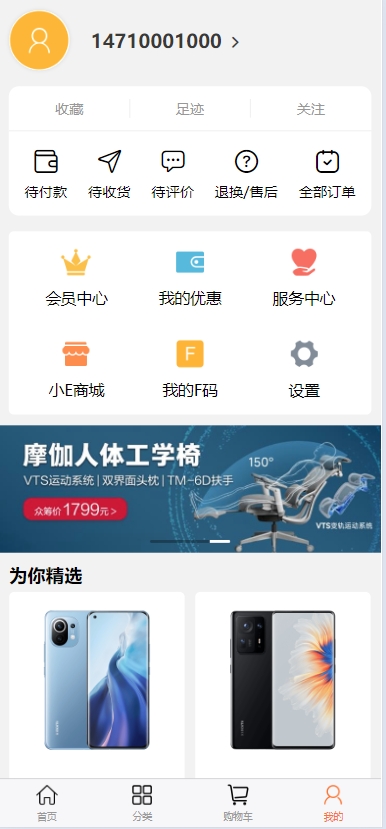 14710001000
收藏 足迹 关注
待付款 待收货 待评价 退换/售后 全部订单
会员中心 我的优惠 服务中心
F
小E商城 我的F码 设置
摩伽人体工学椅
150°
VTS运动系统 | 双界面头枕 | TM-6D扶手
众筹价1799元 >
VTS变轨运动系统
为你精选
首页 分类 购物车 我的